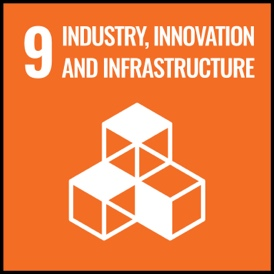 9 INDUSTRY, INNOVATION
AND INFRASTRUCTURE